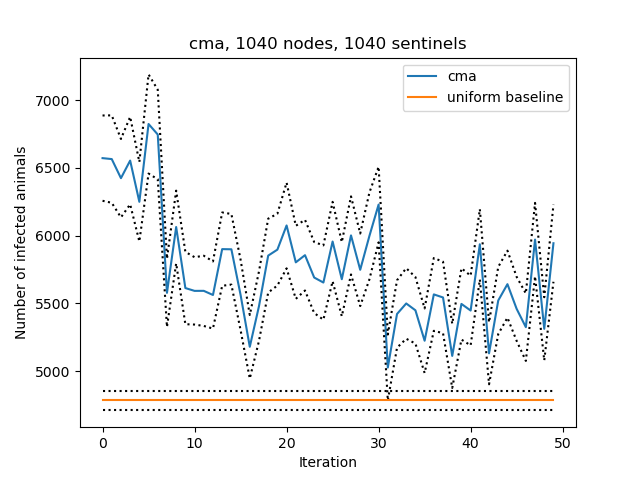 cma, 1040 nodes, 1040 sentinels
cma
uniform baseline
Number of infected animals
7000
6500
6000
5500
5000
0 10 20 30 40 50
Iteration